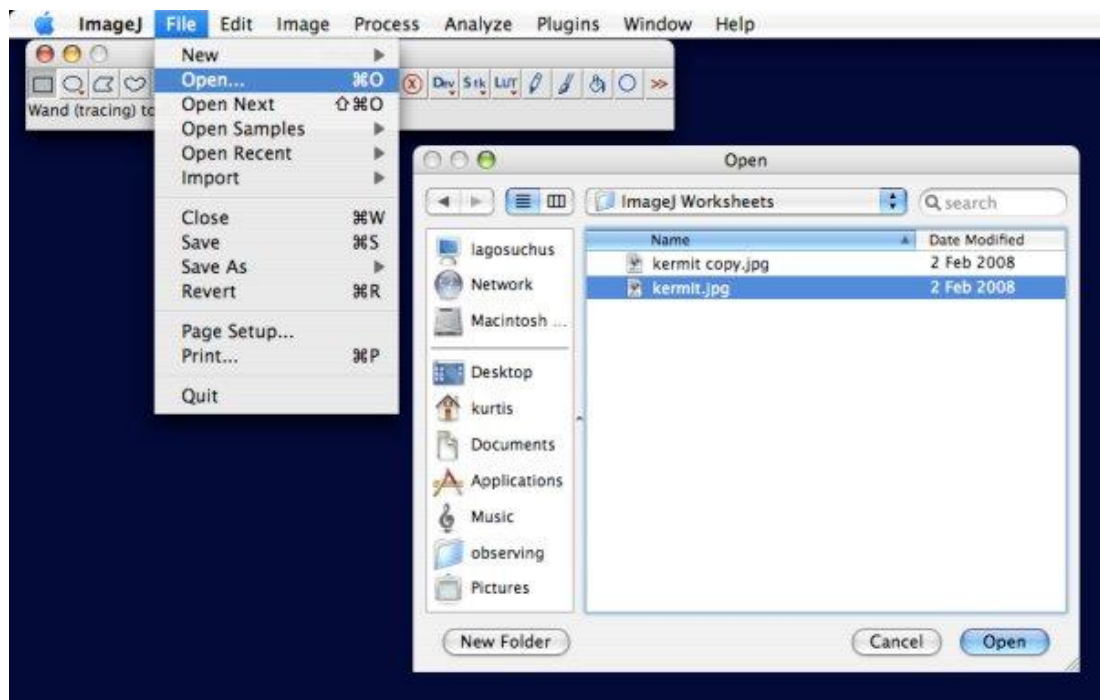 ImageJ File Edit Image Process Analyze Plugins Window Help
New
Open... ⌘O
Open Next ⇧⌘O
Open Samples
Open Recent
Import
Close ⌘W
Save ⌘S
Save As
Revert ⌘R
Page Setup...
Print... ⌘P
Quit
Dev Stk LUT >>
Wand (tracing) to
Open
ImageJ Worksheets
search
Name Date Modified
kermit copy.jpg 2 Feb 2008
kermit.jpg 2 Feb 2008
lagosuchus
Network
Macintosh ...
Desktop
kurtis
Documents
Applications
Music
observing
Pictures
New Folder Cancel Open